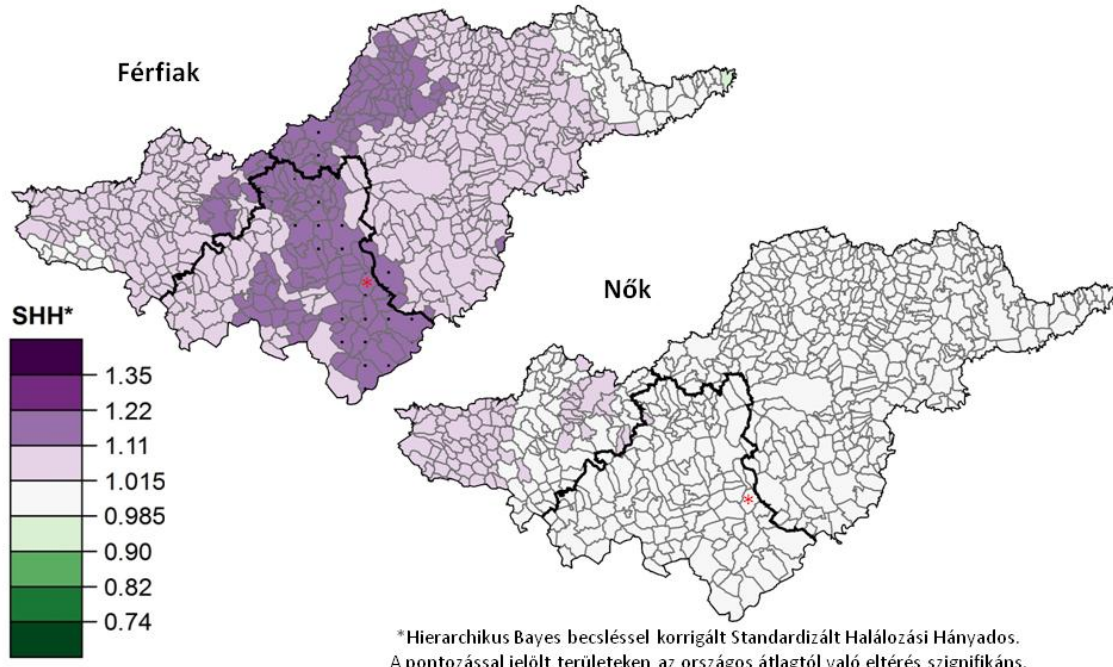 Férfiak
Nők
SHH*
1.35
1.22
1.11
1.015
0.985
0.90
0.82
0.74
*Hierarchikus Bayes becsléssel korrigált Standardizált Halálozási Hányados.
A pontozással jelölt területeken az országos átlagtól való eltérés szignifikáns.